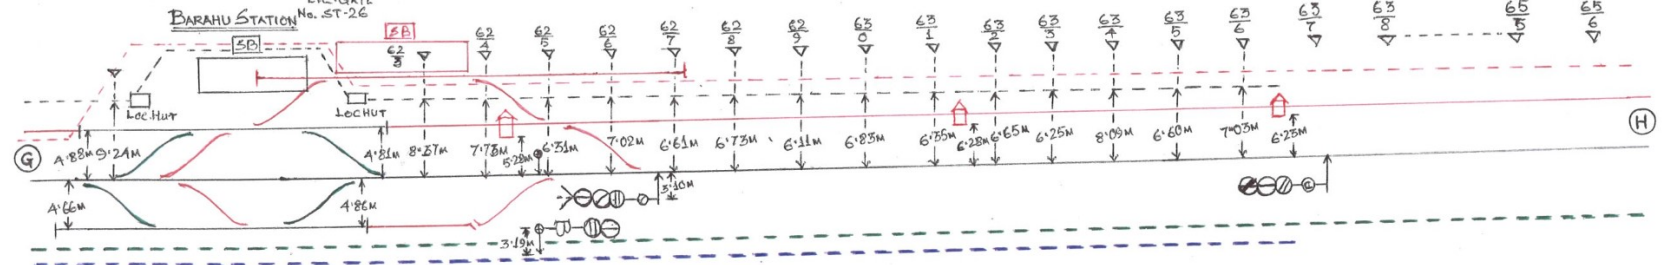 BARAHU STATION
No. ST-26
SB
SB
62/3
62/4
62/5
62/6
62/7
62/8
62/9
63/0
63/1
63/2
63/3
63/4
63/5
63/6
63/7
63/8
65/5
65/6
LOC.HUT
LOCHUT
G
H
4.88M
9.24M
4.81M
8.37M
7.73M
5.28M
6.31M
7.02M
6.61M
6.73M
6.11M
6.83M
6.35M
6.28M
6.65M
6.25M
8.09M
6.60M
7.03M
6.23M
4.66M
4.86M
3.10M
3.19M